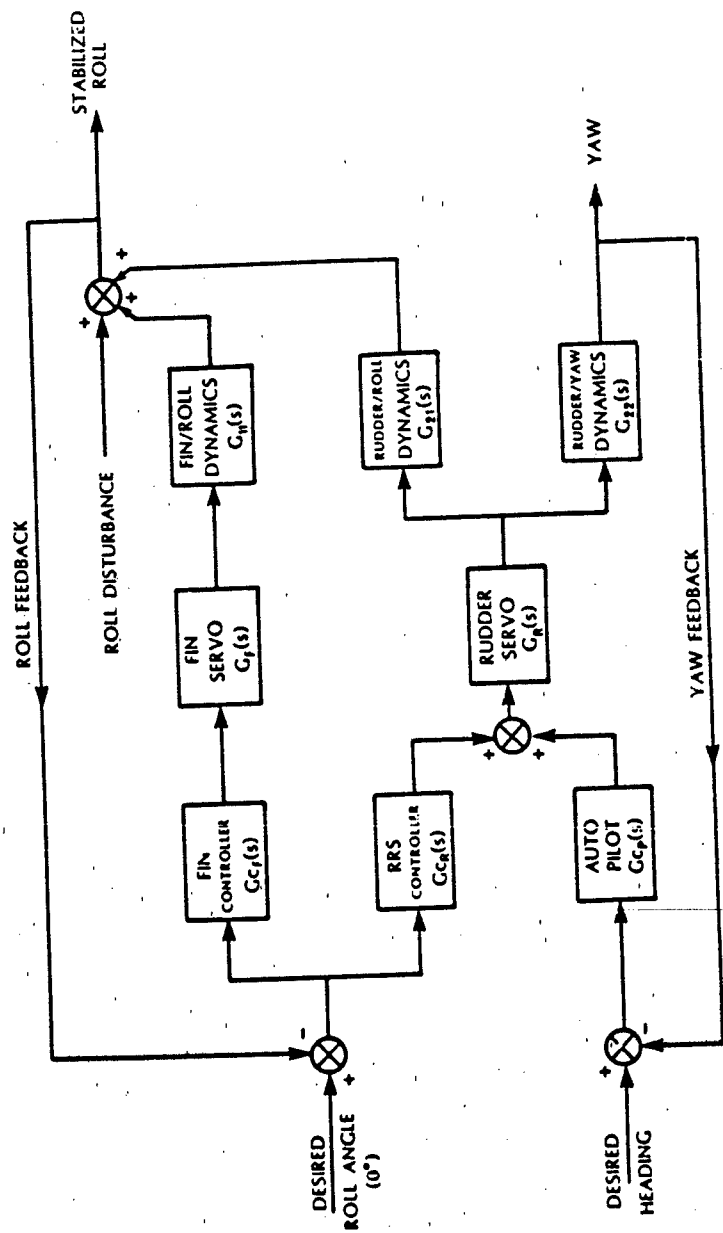 ROLL FEEDBACK
STABILIZED
ROLL
ROLL DISTURBANCE
+
+
+
FIN
CONTROLLER
Gcf(s)
FIN
SERVO
Gf(s)
FIN/ROLL
DYNAMICS
G11(s)
-
+
DESIRED
ROLL ANGLE
(0°)
RRS
CONTROLLER
GcR(s)
RUDDER/ROLL
DYNAMICS
G21(s)
+
+
RUDDER
SERVO
GR(s)
AUTO
PILOT
Gcp(s)
RUDDER/YAW
DYNAMICS
G22(s)
YAW
+
-
DESIRED
HEADING
YAW FEEDBACK